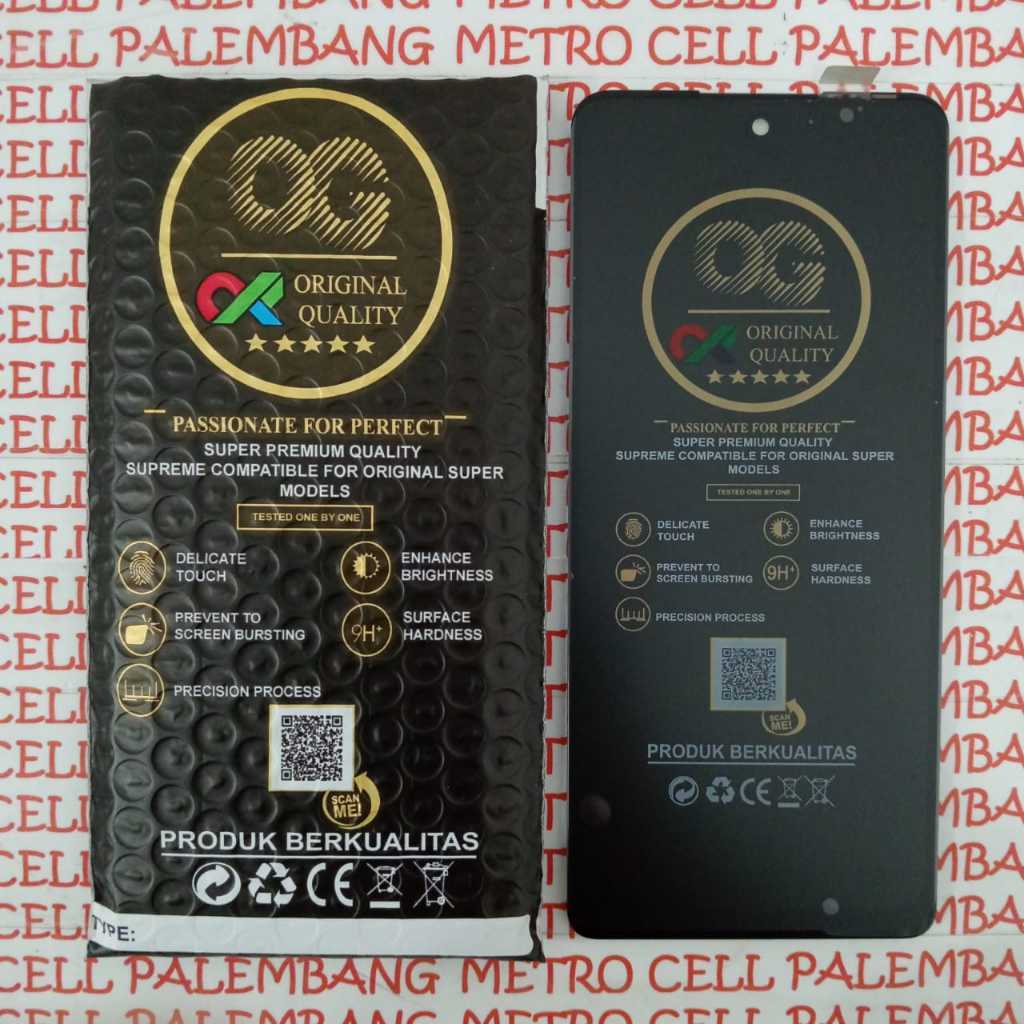 CELL PALEMBANG METRO CELL PALEMBANG
OG
ORIGINAL
QUALITY
PASSIONATE FOR PERFECT
SUPER PREMIUM QUALITY
SUPREME COMPATIBLE FOR ORIGINAL SUPER
MODELS
TESTED ONE BY ONE
DELICATE
TOUCH
ENHANCE
BRIGHTNESS
PREVENT TO
SCREEN BURSTING
9H+
SURFACE
HARDNESS
PRECISION PROCESS
SCAN
ME!
PRODUK BERKUALITAS
CE
TYPE:
OG
ORIGINAL
QUALITY
PASSIONATE FOR PERFECT
SUPER PREMIUM QUALITY
SUPREME COMPATIBLE FOR ORIGINAL SUPER
MODELS
TESTED ONE BY ONE
DELICATE
TOUCH
ENHANCE
BRIGHTNESS
PREVENT TO
SCREEN BURSTING
9H+
SURFACE
HARDNESS
PRECISION PROCESS
SCAN
ME!
PRODUK BERKUALITAS
CE
CELL PALEMBANG METRO CELL PALEMBANG